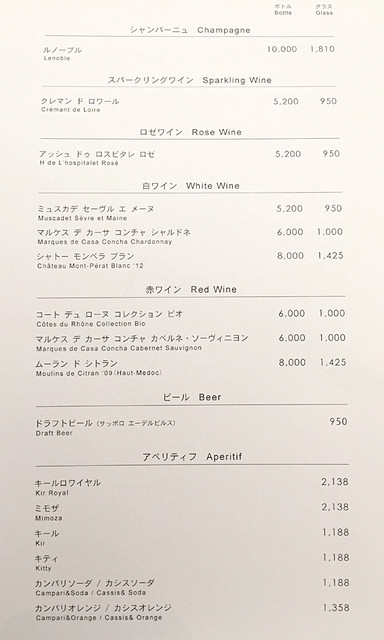 ボトル グラス
Bottle Glass
シャンパーニュ Champagne
ルノーブル 10,000 1,810
Lenoble
スパークリングワイン Sparkling Wine
クレマン ド ロワール 5,200 950
Crémant de Loire
ロゼワイン Rose Wine
アッシュ ドゥ ロスピタレ ロゼ 5,200 950
H de L'hospitalet Rosé
白ワイン White Wine
ミュスカデ セーヴル エ メーヌ 5,200 950
Muscadet Sèvre et Maine
マルケス デ カーサ コンチャ シャルドネ 6,000 1,000
Marques de Casa Concha Chardonnay
シャトー モンペラ ブラン 8,000 1,425
Château Mont-Pérat Blanc '12
赤ワイン Red Wine
コート デュ ローヌ コレクション ビオ 6,000 1,000
Côtes du Rhône Collection Bio
マルケス デ カーサ コンチャ カベルネ・ソーヴィニヨン 6,000 1,000
Marques de Casa Concha Cabernet Sauvignon
ムーラン ド シトラン 8,000 1,425
Moulins de Citran '09(Haut-Medoc)
ビール Beer
ドラフトビール (サッポロ エーデルピルス) 950
Draft Beer
アペリティフ Aperitif
キールロワイヤル 2,138
Kir Royal
ミモザ 2,138
Mimoza
キール 1,188
Kir
キティ 1,188
Kitty
カンパリソーダ / カシスソーダ 1,188
Campari&Soda / Cassis& Soda
カンパリオレンジ / カシスオレンジ 1,358
Campari&Orange / Cassis& Orange